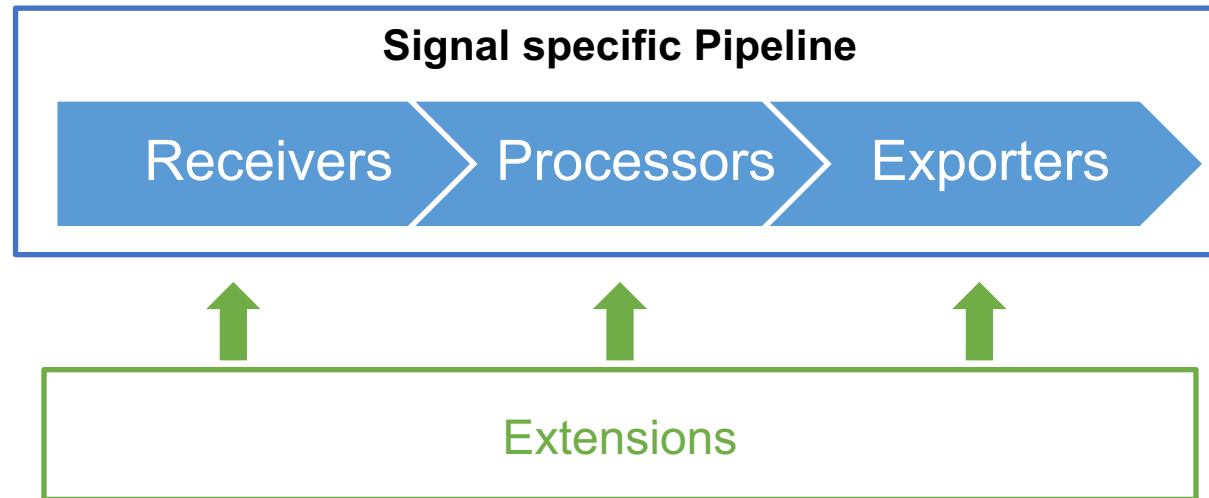 Signal specific Pipeline
Receivers Processors Exporters
Extensions